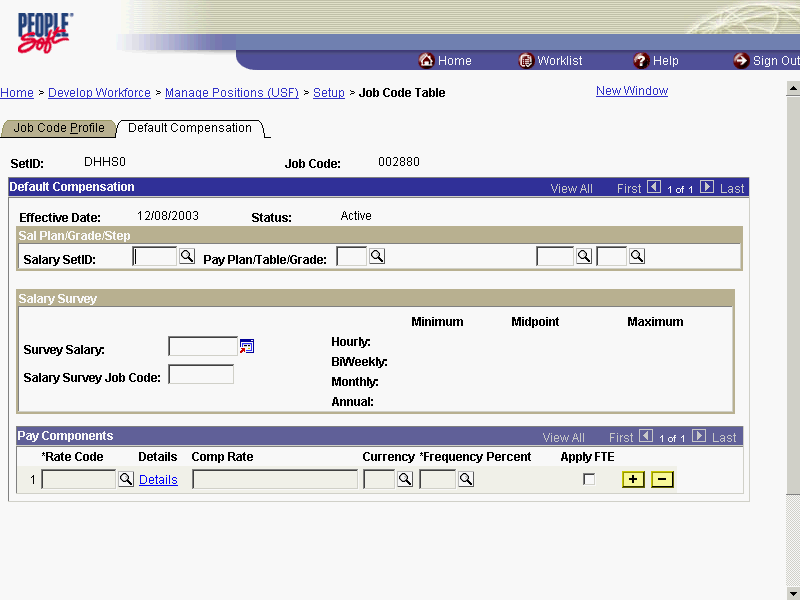 PEOPLE Soft
Home Worklist Help Sign Out
Home > Develop Workforce > Manage Positions (USF) > Setup > Job Code Table New Window
Job Code Profile Default Compensation
SetID: DHHS0 Job Code: 002880
Default Compensation View All First 1 of 1 Last
Effective Date: 12/08/2003 Status: Active
Sal Plan/Grade/Step
Salary SetID: Pay Plan/Table/Grade:
Salary Survey
Minimum Midpoint Maximum
Survey Salary: Hourly:
BiWeekly:
Salary Survey Job Code: Monthly:
Annual:
Pay Components View All First 1 of 1 Last
*Rate Code Details Comp Rate Currency *Frequency Percent Apply FTE
1 Details + −